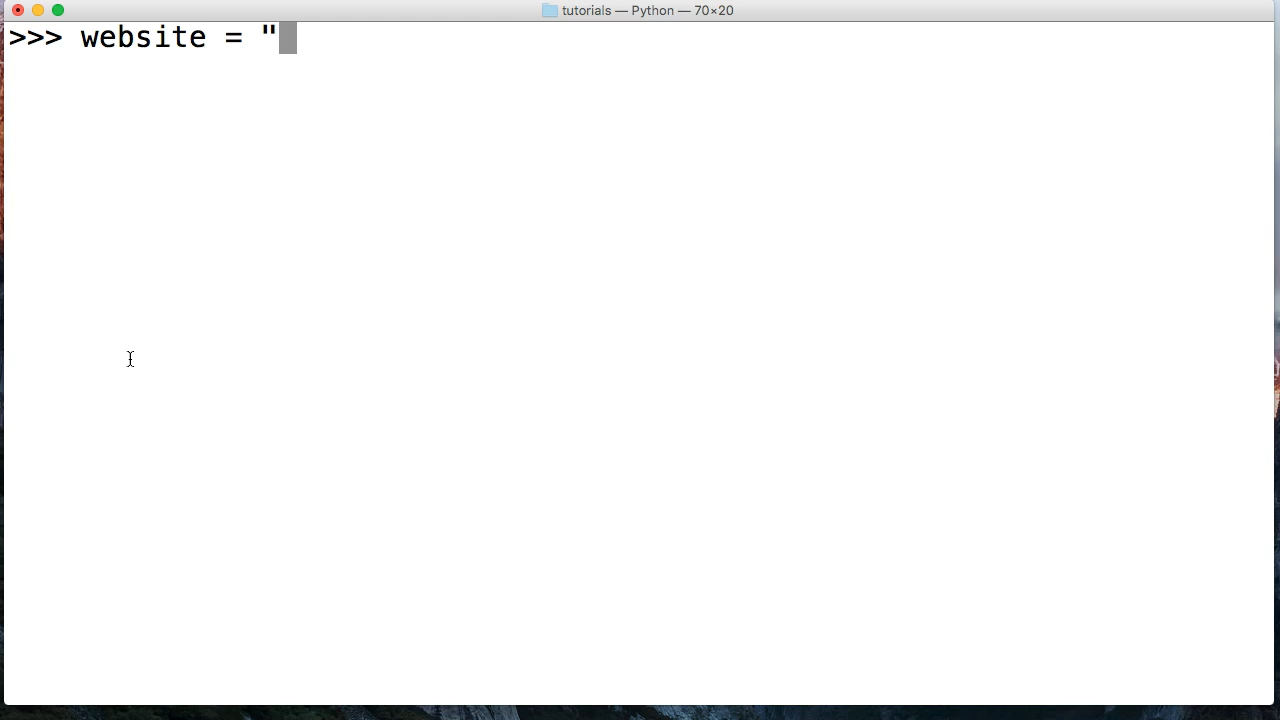 tutorials — Python — 70×20
>>> website = "